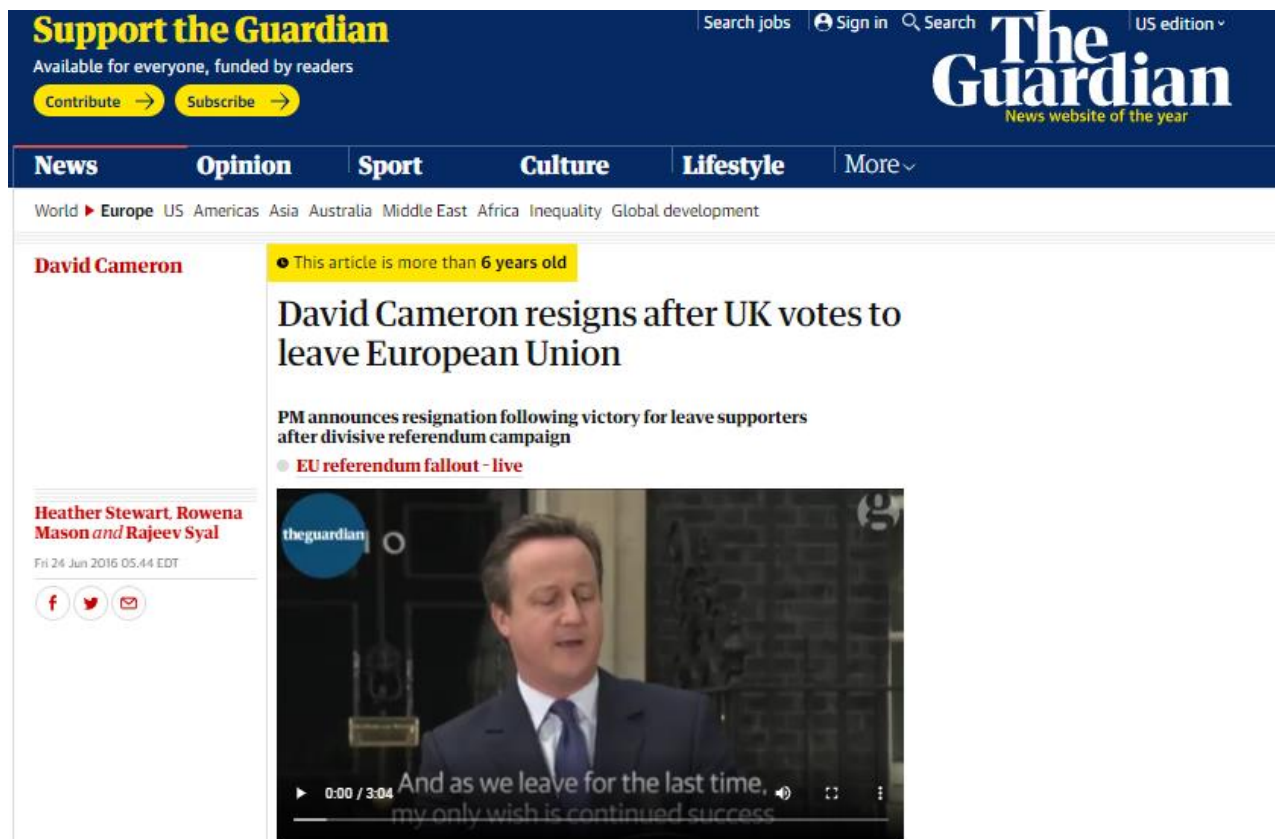 Support the Guardian
Available for everyone, funded by readers
Contribute → Subscribe →
Search jobs Sign in Search US edition
The
Guardian
News website of the year
News Opinion Sport Culture Lifestyle More
World Europe US Americas Asia Australia Middle East Africa Inequality Global development
David Cameron
This article is more than 6 years old
David Cameron resigns after UK votes to
leave European Union
PM announces resignation following victory for leave supporters
after divisive referendum campaign
EU referendum fallout - live
Heather Stewart, Rowena
Mason and Rajeev Syal
Fri 24 Jun 2016 05.44 EDT
theguardian
0:00 / 3:04
And as we leave for the last time,
my only wish is continued success